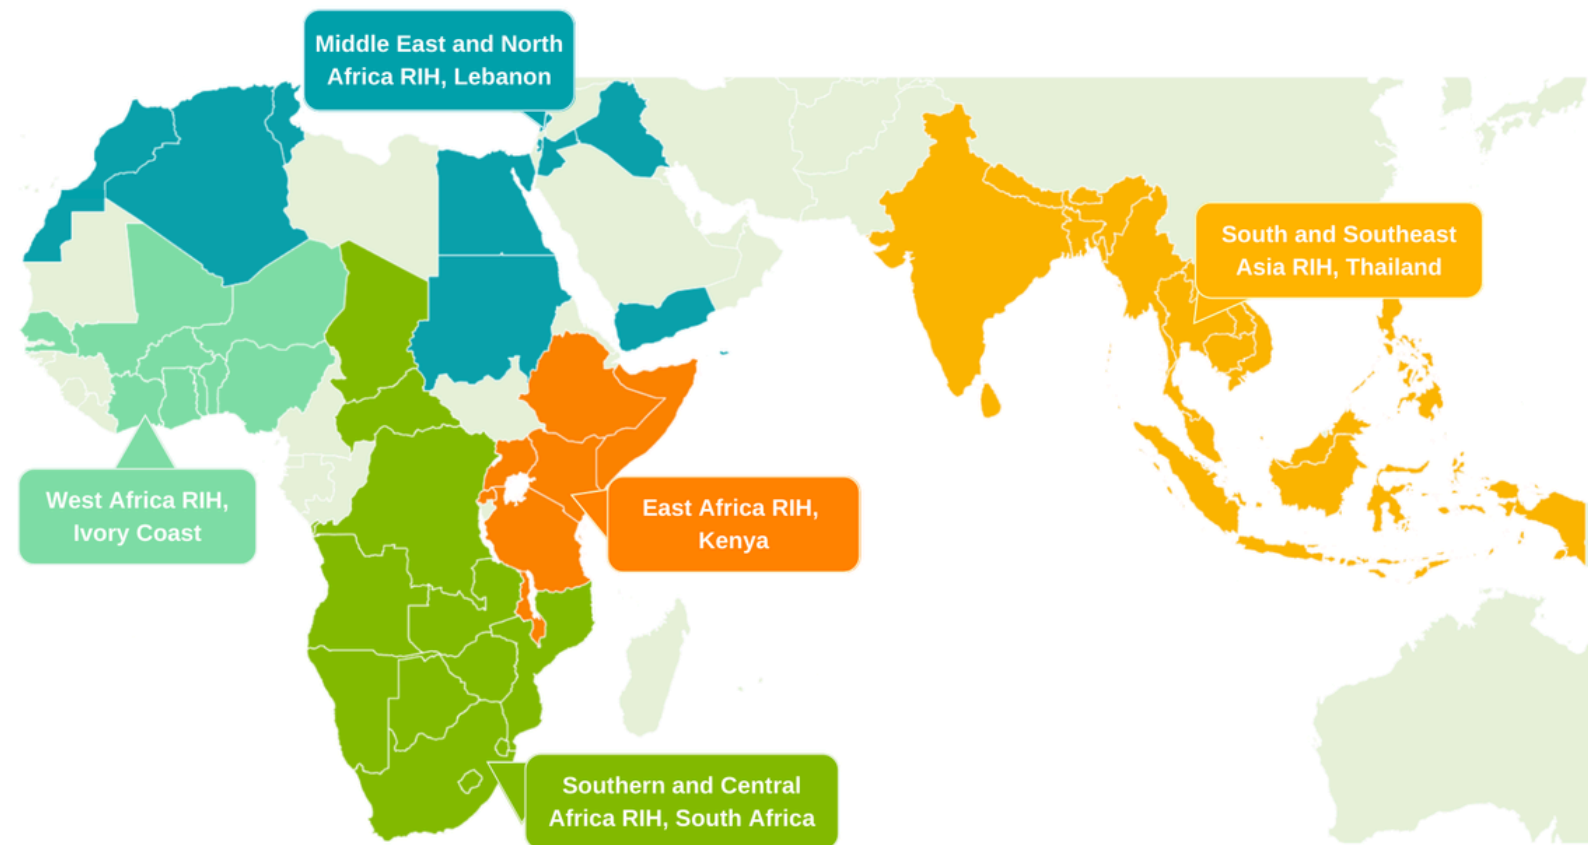 Middle East and North
Africa RIH, Lebanon
South and Southeast
Asia RIH, Thailand
West Africa RIH,
Ivory Coast
East Africa RIH,
Kenya
Southern and Central
Africa RIH, South Africa